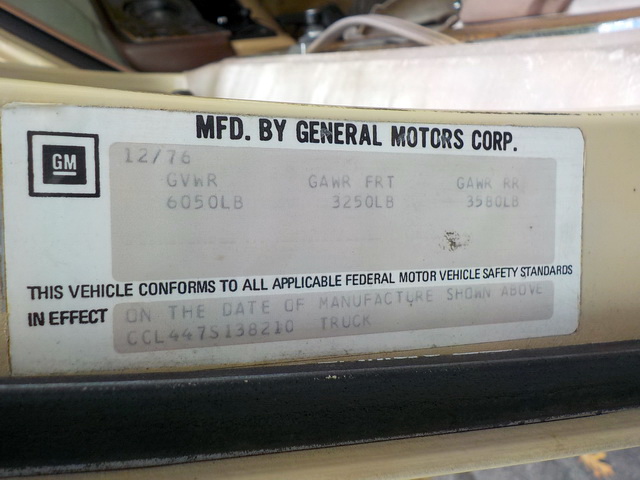 MFD. BY GENERAL MOTORS CORP.
GM
12/76
GVWR GAWR FRT GAWR RR
6050LB 3250LB 3580LB
THIS VEHICLE CONFORMS TO ALL APPLICABLE FEDERAL MOTOR VEHICLE SAFETY STANDARDS
IN EFFECT ON THE DATE OF MANUFACTURE SHOWN ABOVE
CCL447S138210 TRUCK